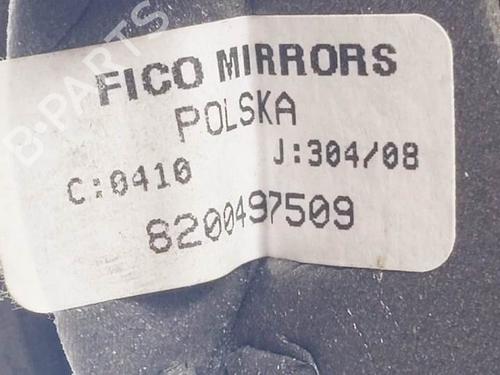 FICO MIRRORS
POLSKA
C:0410 J:304/08
8200497509
B-PARTS